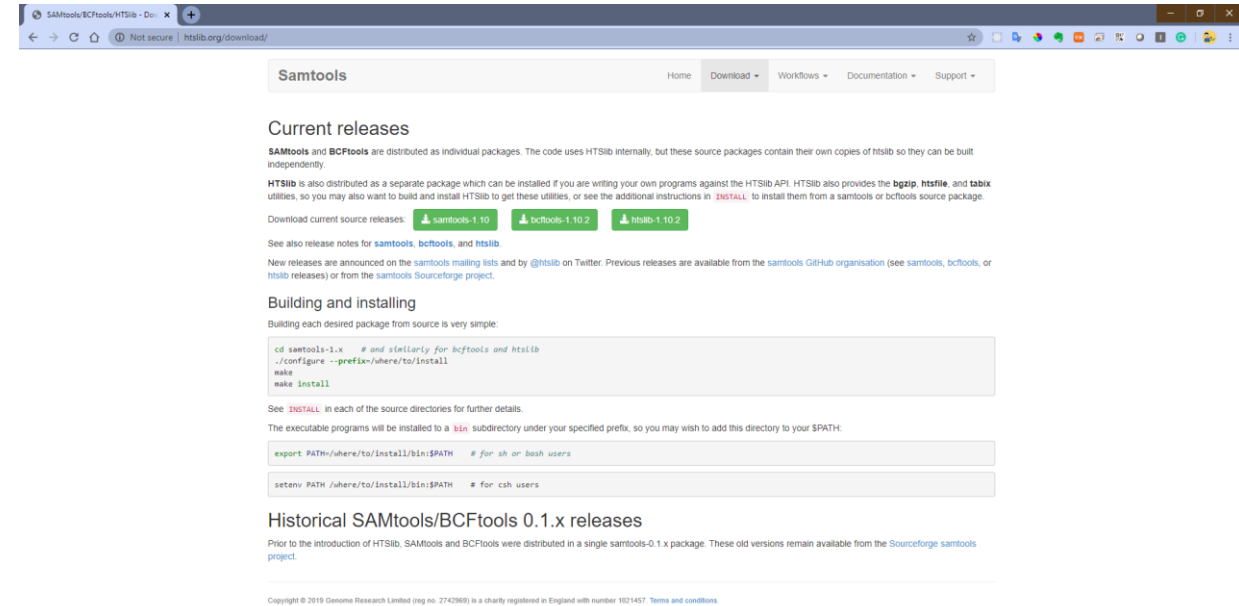 SAMtools/BCFtools/HTSlib - Dow
Not secure | htslib.org/download/
Samtools Home Download Workflows Documentation Support
Current releases
SAMtools and BCFtools are distributed as individual packages. The code uses HTSlib internally, but these source packages contain their own copies of htslib so they can be built
independently.
HTSlib is also distributed as a separate package which can be installed if you are writing your own programs against the HTSlib API. HTSlib also provides the bgzip, htsfile, and tabix
utilities, so you may also want to build and install HTSlib to get these utilities, or see the additional instructions in INSTALL to install them from a samtools or bcftools source package.
Download current source releases: samtools-1.10 bcftools-1.10.2 htslib-1.10.2
See also release notes for samtools, bcftools, and htslib.
New releases are announced on the samtools mailing lists and by @htslib on Twitter. Previous releases are available from the samtools GitHub organisation (see samtools, bcftools, or
htslib releases) or from the samtools Sourceforge project.
Building and installing
Building each desired package from source is very simple:
cd samtools-1.x # and similarly for bcftools and htslib
./configure --prefix=/where/to/install
make
make install
See INSTALL in each of the source directories for further details.
The executable programs will be installed to a bin subdirectory under your specified prefix, so you may wish to add this directory to your $PATH:
export PATH=/where/to/install/bin:$PATH # for sh or bash users
setenv PATH /where/to/install/bin:$PATH # for csh users
Historical SAMtools/BCFtools 0.1.x releases
Prior to the introduction of HTSlib, SAMtools and BCFtools were distributed in a single samtools-0.1.x package. These old versions remain available from the Sourceforge samtools
project.
Copyright © 2019 Genome Research Limited (reg no. 2742969) is a charity registered in England with number 1021457. Terms and conditions.